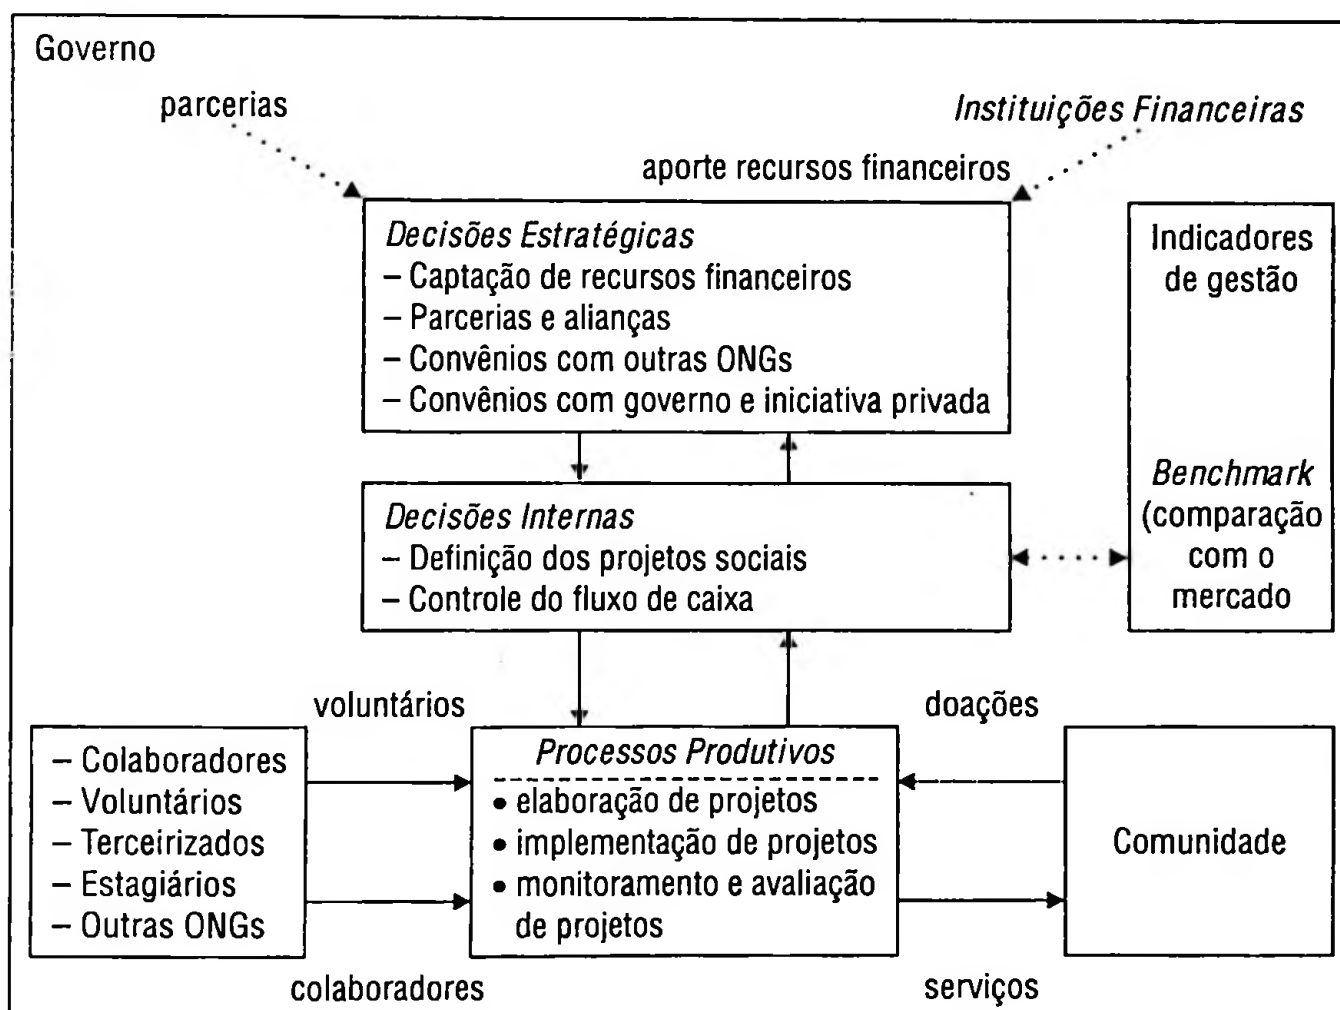 Governo
parcerias
Instituições Financeiras
aporte recursos financeiros
Decisões Estratégicas
– Captação de recursos financeiros
– Parcerias e alianças
– Convênios com outras ONGs
– Convênios com governo e iniciativa privada
Indicadores
de gestão
Benchmark
(comparação
com o
mercado
Decisões Internas
– Definição dos projetos sociais
– Controle do fluxo de caixa
voluntários
doações
– Colaboradores
– Voluntários
– Terceirizados
– Estagiários
– Outras ONGs
Processos Produtivos
• elaboração de projetos
• implementação de projetos
• monitoramento e avaliação
de projetos
Comunidade
colaboradores
serviços